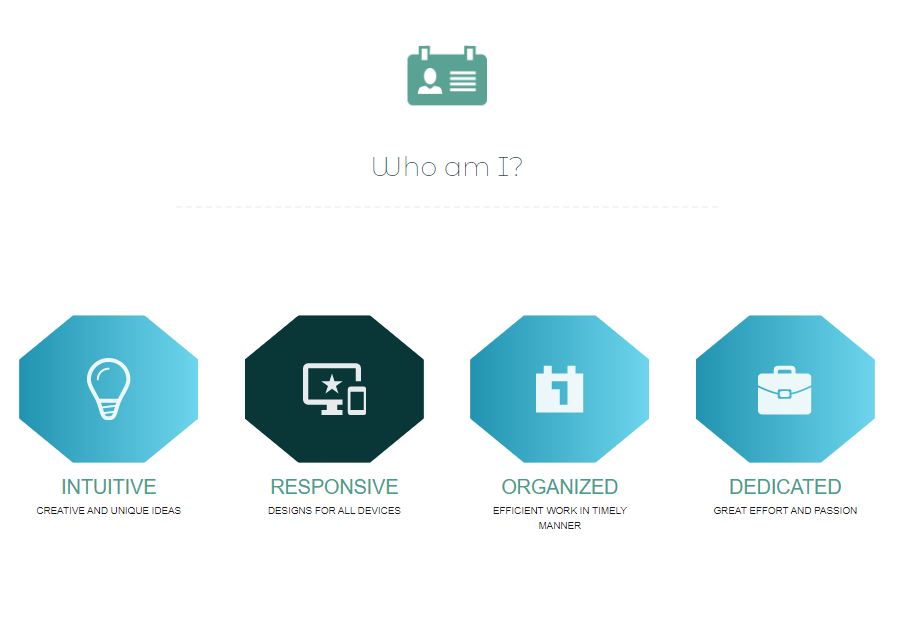 Who am I?
INTUITIVE
CREATIVE AND UNIQUE IDEAS
RESPONSIVE
DESIGNS FOR ALL DEVICES
1
ORGANIZED
EFFICIENT WORK IN TIMELY
MANNER
DEDICATED
GREAT EFFORT AND PASSION